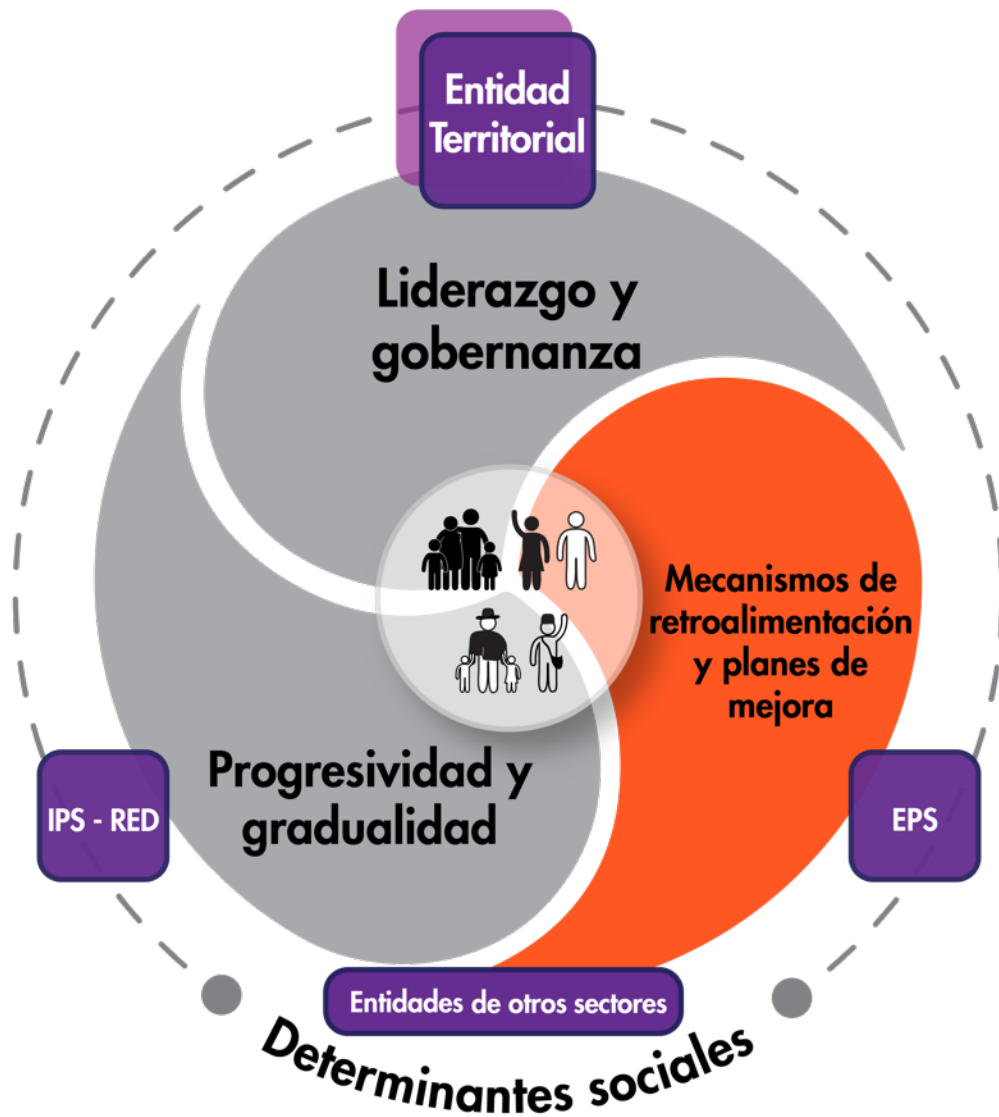 Entidad
Territorial
Liderazgo y
gobernanza
Mecanismos de
retroalimentación
y planes de
mejora
Progresividad y
gradualidad
IPS - RED
EPS
Entidades de otros sectores
Determinantes sociales